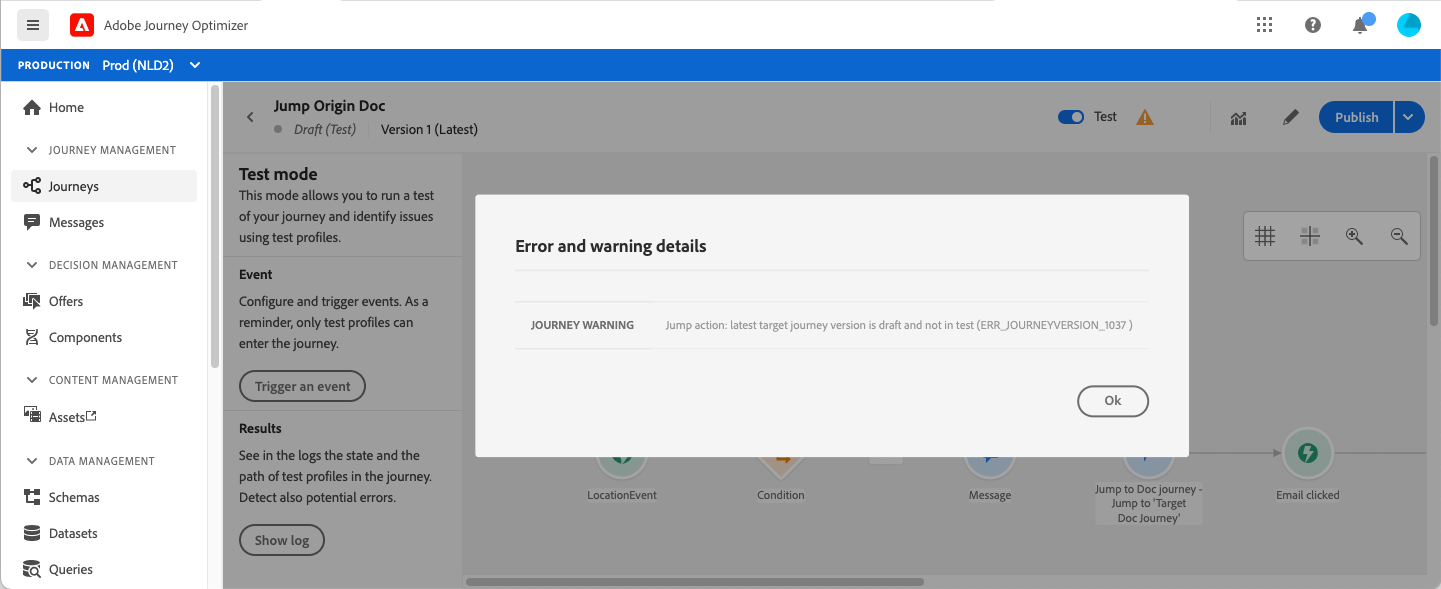 Adobe Journey Optimizer
PRODUCTION Prod (NLD2)
Home
JOURNEY MANAGEMENT
Journeys
Messages
DECISION MANAGEMENT
Offers
Components
CONTENT MANAGEMENT
Assets
DATA MANAGEMENT
Schemas
Datasets
Queries
Jump Origin Doc
Draft (Test) Version 1 (Latest)
Test
Publish
Test mode
This mode allows you to run a test
of your journey and identify issues
using test profiles.
Event
Configure and trigger events. As a
reminder, only test profiles can
enter the journey.
Trigger an event
Results
See in the logs the state and the
path of test profiles in the journey.
Detect also potential errors.
Show log
Error and warning details
JOURNEY WARNING Jump action: latest target journey version is draft and not in test (ERR_JOURNEYVERSION_1037 )
Ok
LocationEvent
Condition
Message
Jump to Doc journey -
Jump to 'Target
Doc Journey'
Email clicked